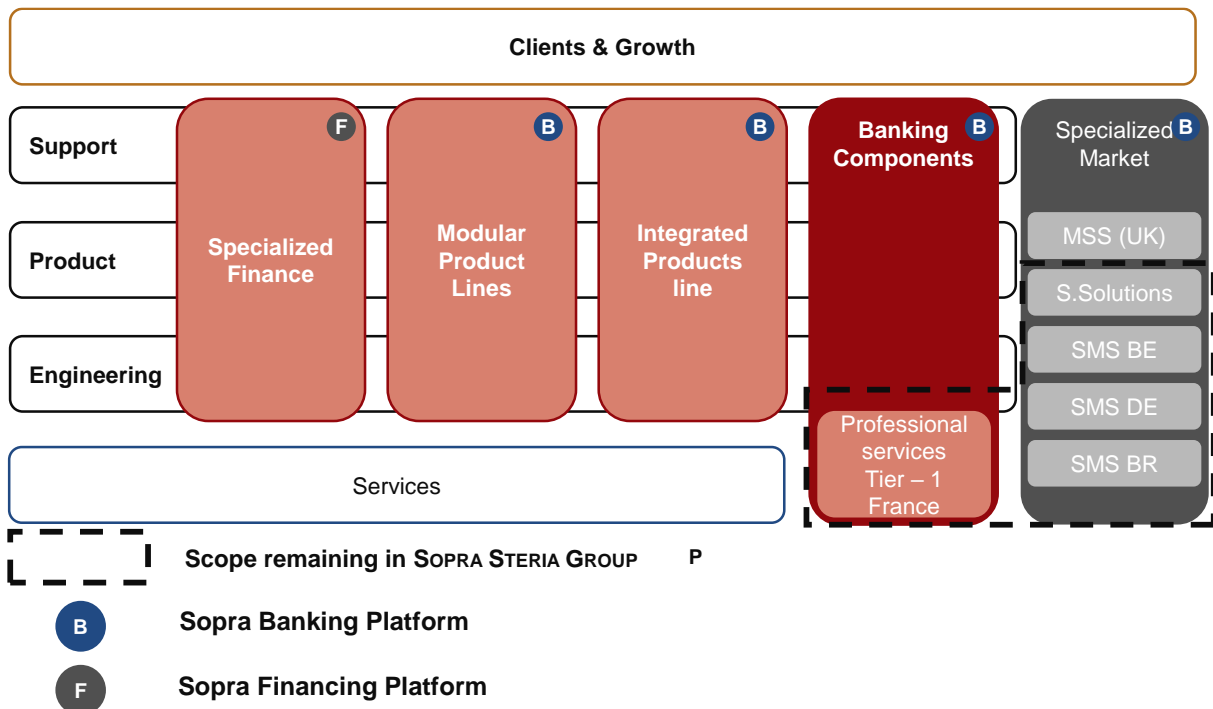 Clients & Growth
Support
Product
Engineering
F
Specialized
Finance
B
Modular
Product
Lines
B
Integrated
Products
line
Banking
Components
B
Professional
services
Tier – 1
France
Specialized
Market
B
MSS (UK)
S.Solutions
SMS BE
SMS DE
SMS BR
Services
Scope remaining in SOPRA STERIA GROUP P
B Sopra Banking Platform
F Sopra Financing Platform